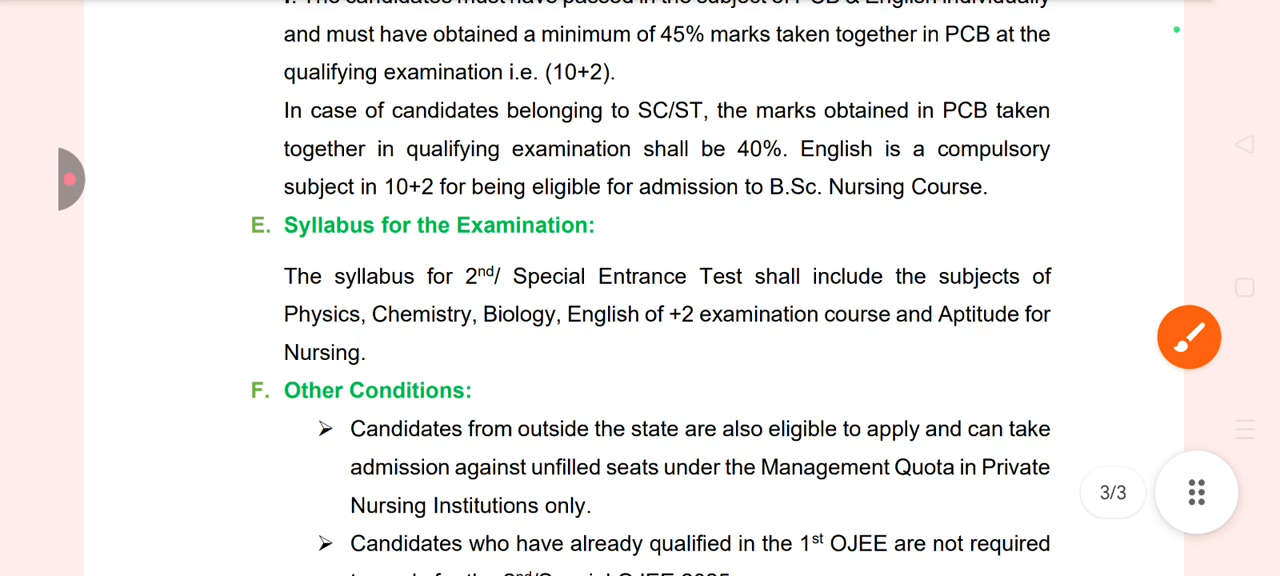 and must have obtained a minimum of 45% marks taken together in PCB at the
qualifying examination i.e. (10+2).
In case of candidates belonging to SC/ST, the marks obtained in PCB taken
together in qualifying examination shall be 40%. English is a compulsory
subject in 10+2 for being eligible for admission to B.Sc. Nursing Course.
E. Syllabus for the Examination:
The syllabus for 2nd/ Special Entrance Test shall include the subjects of
Physics, Chemistry, Biology, English of +2 examination course and Aptitude for
Nursing.
F. Other Conditions:
➢ Candidates from outside the state are also eligible to apply and can take
admission against unfilled seats under the Management Quota in Private
Nursing Institutions only.
➢ Candidates who have already qualified in the 1st OJEE are not required
3/3